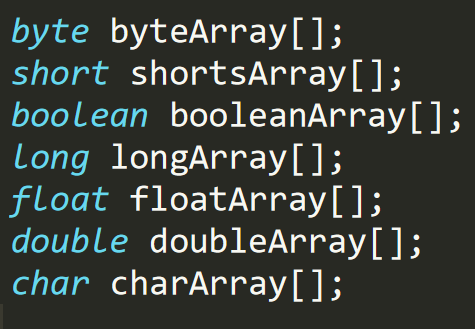 byte byteArray[];
short shortsArray[];
boolean booleanArray[];
long longArray[];
float floatArray[];
double doubleArray[];
char charArray[];